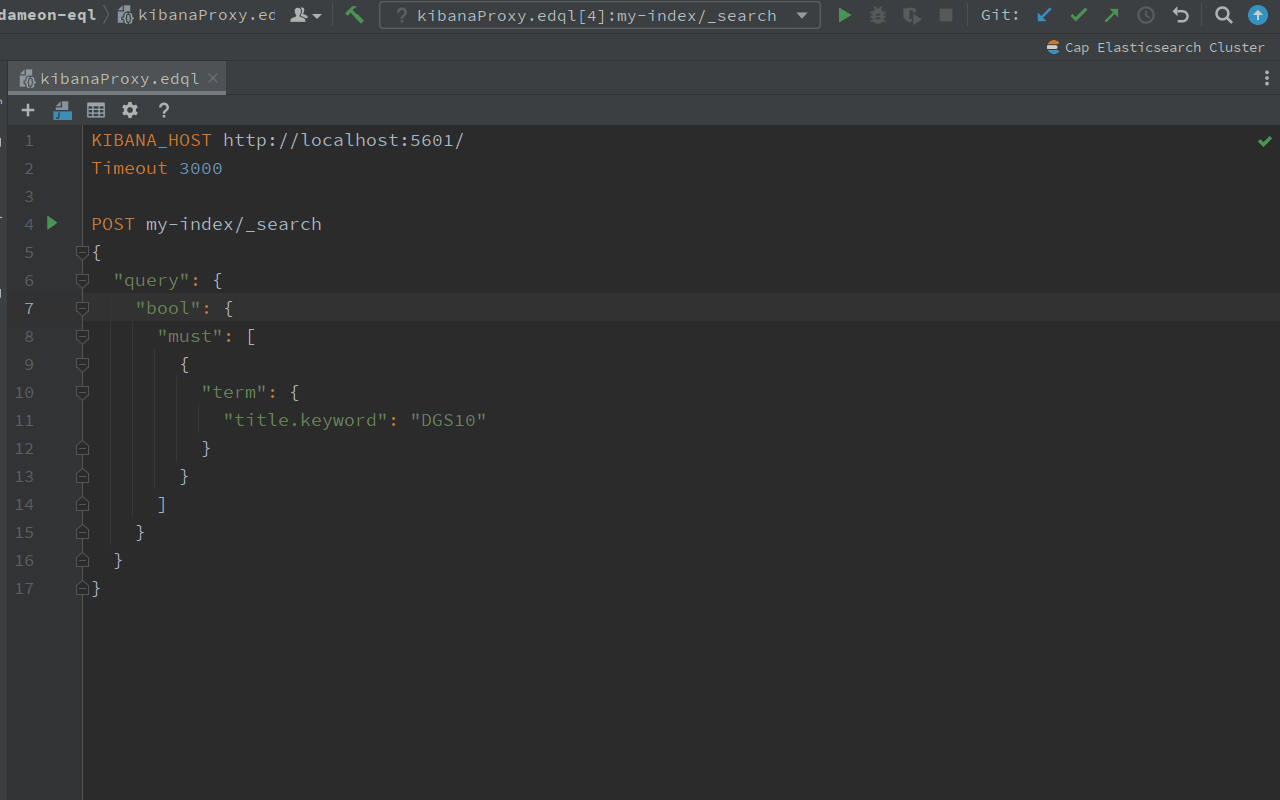 dameon-eql 〉 kibanaProxy.ed ? kibanaProxy.edql[4]:my-index/_search Git:
Cap Elasticsearch Cluster
kibanaProxy.edql ×
+ ?
1 KIBANA_HOST http://localhost:5601/
2 Timeout 3000
3
4 POST my-index/_search
5 {
6   "query": {
7     "bool": {
8       "must": [
9         {
10           "term": {
11             "title.keyword": "DGS10"
12           }
13         }
14       ]
15     }
16   }
17 }